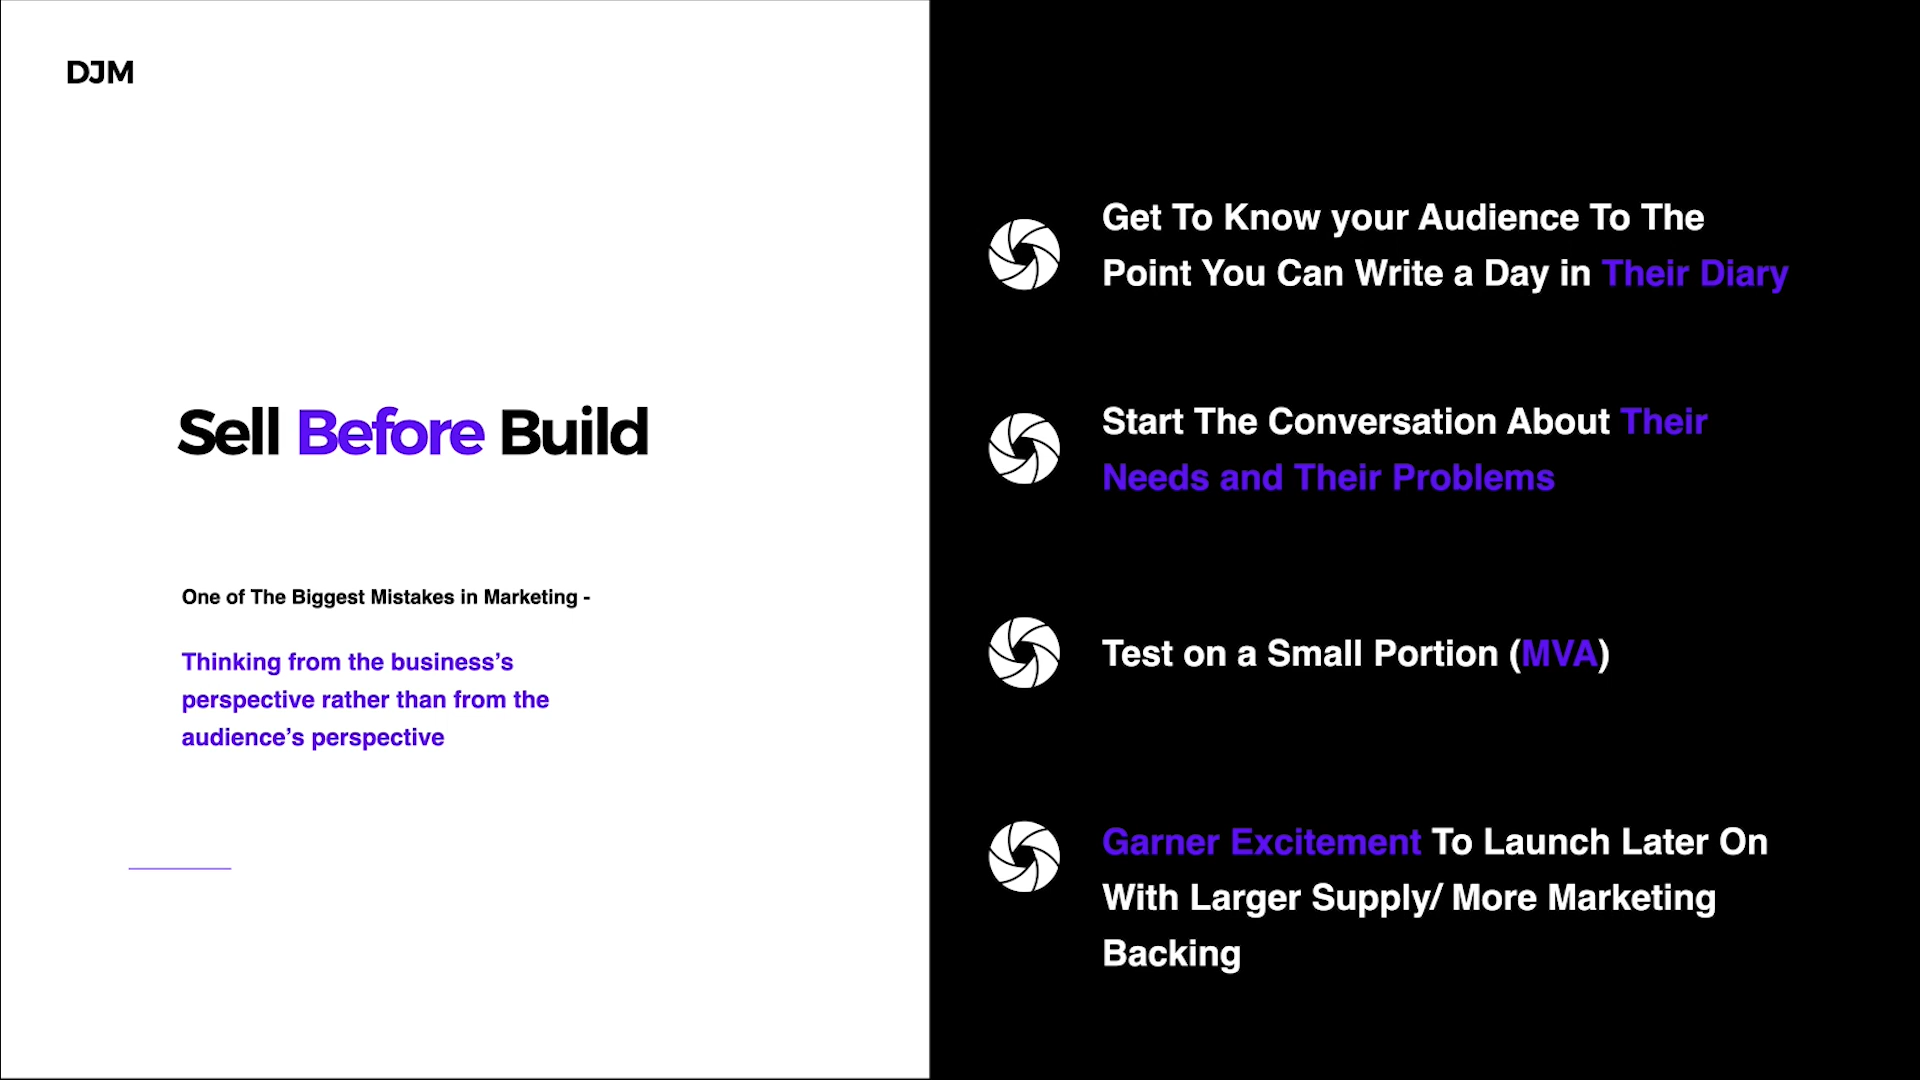 DJM
Sell Before Build
One of The Biggest Mistakes in Marketing -
Thinking from the business’s
perspective rather than from the
audience’s perspective
Get To Know your Audience To The
Point You Can Write a Day in Their Diary
Start The Conversation About Their
Needs and Their Problems
Test on a Small Portion (MVA)
Garner Excitement To Launch Later On
With Larger Supply/ More Marketing
Backing